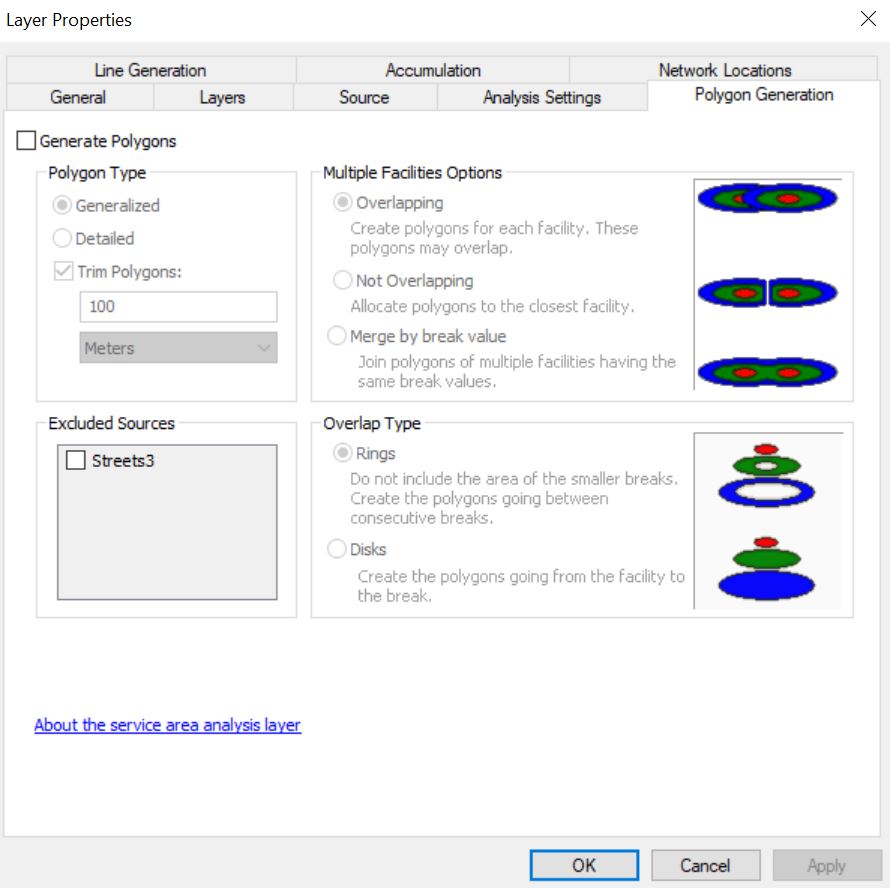 Layer Properties
Line Generation
Accumulation
Network Locations
General
Layers
Source
Analysis Settings
Polygon Generation
Generate Polygons
Polygon Type
Generalized
Detailed
Trim Polygons:
100
Meters
Multiple Facilities Options
Overlapping
Create polygons for each facility. These
polygons may overlap.
Not Overlapping
Allocate polygons to the closest facility.
Merge by break value
Join polygons of multiple facilities having the
same break values.
Excluded Sources
Streets3
Overlap Type
Rings
Do not include the area of the smaller breaks.
Create the polygons going between
consecutive breaks.
Disks
Create the polygons going from the facility to
the break.
About the service area analysis layer
OK
Cancel
Apply